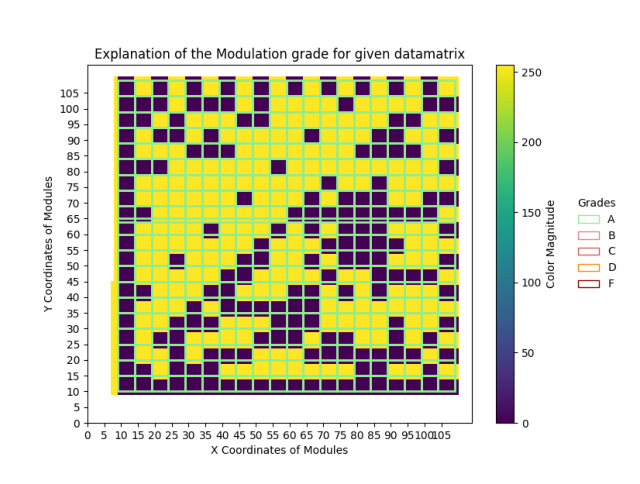 Explanation of the Modulation grade for given datamatrix
105
100
95
90
85
80
75
70
65
60
55
50
45
40
35
30
25
20
15
10
5
0
Y Coordinates of Modules
0 5 10 15 20 25 30 35 40 45 50 55 60 65 70 75 80 85 90 95 100 105
X Coordinates of Modules
250
200
150
100
50
0
Color Magnitude
Grades
A
B
C
D
F